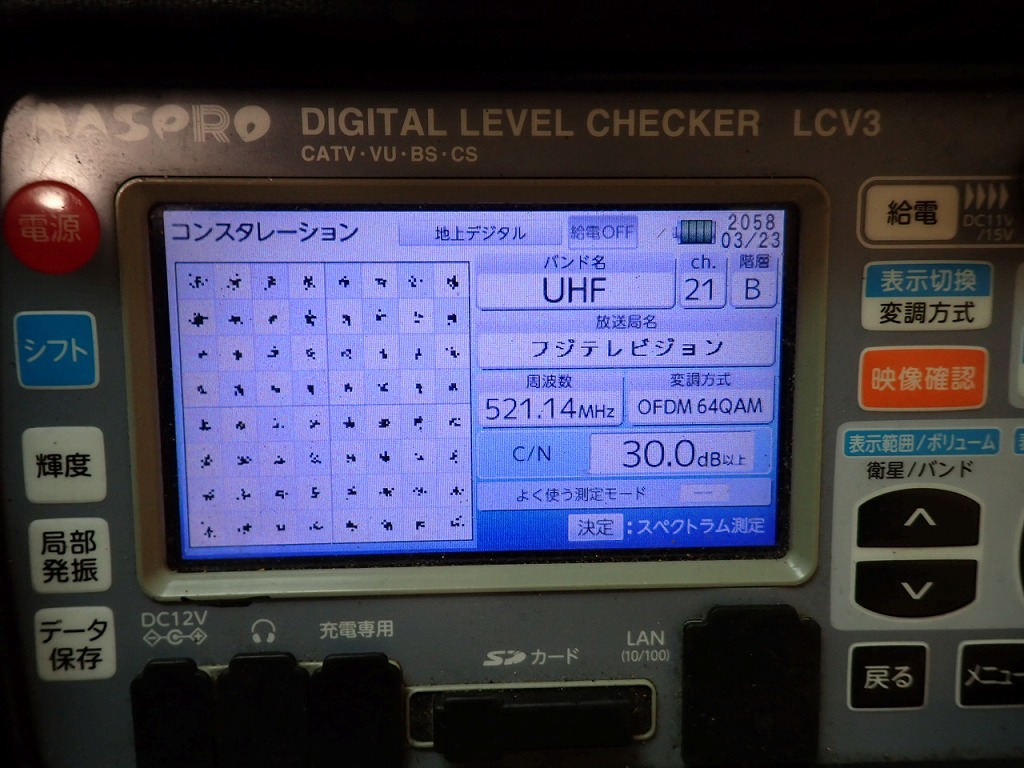 MASPRO DIGITAL LEVEL CHECKER LCV3
CATV・VU・BS・CS
電源
シフト
輝度
局部
発振
データ
保存
コンスタレーション
地上デジタル
給電OFF
2058
03/23
バンド名
UHF
ch.
21
階層
B
放送局名
フジテレビジョン
周波数
521.14MHz
変調方式
OFDM 64QAM
C/N
30.0dB以上
よく使う測定モード
決定:スペクトラム測定
給電
DC11V
/15V
表示切換
変調方式
映像確認
表示範囲/ボリューム
衛星/バンド
戻る
メニュー
DC12V
充電専用
SDカード
LAN
(10/100)